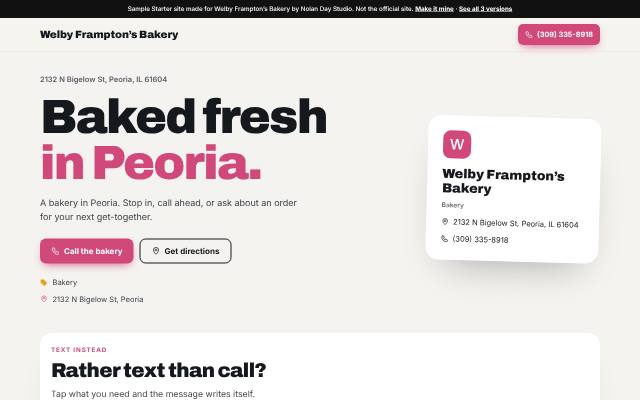 Sample Starter site made for Welby Frampton's Bakery by Nolan Day Studio. Not the official site. Make it mine · See all 3 versions
Welby Frampton's Bakery
(309) 335-8918
2132 N Bigelow St, Peoria, IL 61604
Baked fresh
in Peoria.
A bakery in Peoria. Stop in, call ahead, or ask about an order
for your next get-together.
Call the bakery
Get directions
Bakery
2132 N Bigelow St, Peoria
W
Welby Frampton's
Bakery
Bakery
2132 N Bigelow St, Peoria, IL 61604
(309) 335-8918
TEXT INSTEAD
Rather text than call?
Tap what you need and the message writes itself.